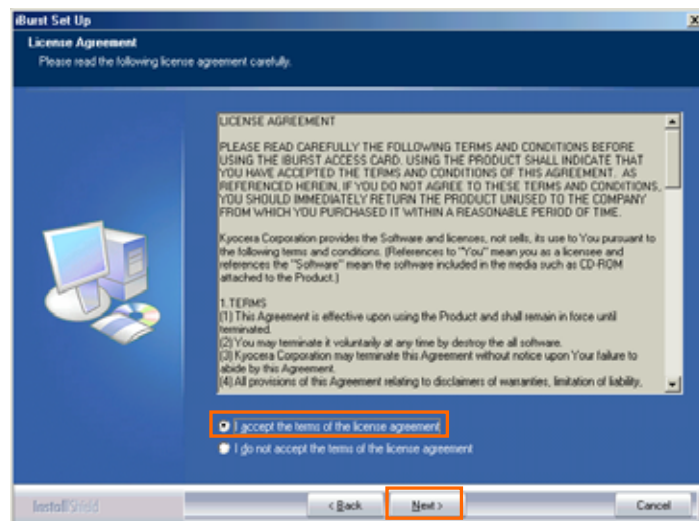 iBurst Set Up
License Agreement
Please read the following license agreement carefully.
LICENSE AGREEMENT
PLEASE READ CAREFULLY THE FOLLOWING TERMS AND CONDITIONS BEFORE
USING THE IBURST ACCESS CARD. USING THE PRODUCT SHALL INDICATE THAT
YOU HAVE ACCEPTED THE TERMS AND CONDITIONS OF THIS AGREEMENT. AS
REFERENCED HEREIN, IF YOU DO NOT AGREE TO THESE TERMS AND CONDITIONS,
YOU SHOULD IMMEDIATELY RETURN THE PRODUCT UNUSED TO THE COMPANY
FROM WHICH YOU PURCHASED IT WITHIN A REASONABLE PERIOD OF TIME.
Kyocera Corporation provides the Software and licenses, not sells, its use to You pursuant to
the following terms and conditions. (References to "You" mean you as a licensee and
references the "Software" mean the software included in the media such as CD-ROM
attached to the Product.)
1.TERMS
(1) This Agreement is effective upon using the Product and shall remain in force until
terminated.
(2) You may terminate it voluntarily at any time by destroy the all software.
(3) Kyocera Corporation may terminate this Agreement without notice upon Your failure to
abide by this Agreement.
(4) All provisions of this Agreement relating to disclaimers of warranties, limitation of liability,
I accept the terms of the license agreement
I do not accept the terms of the license agreement
InstallShield
< Back
Next >
Cancel